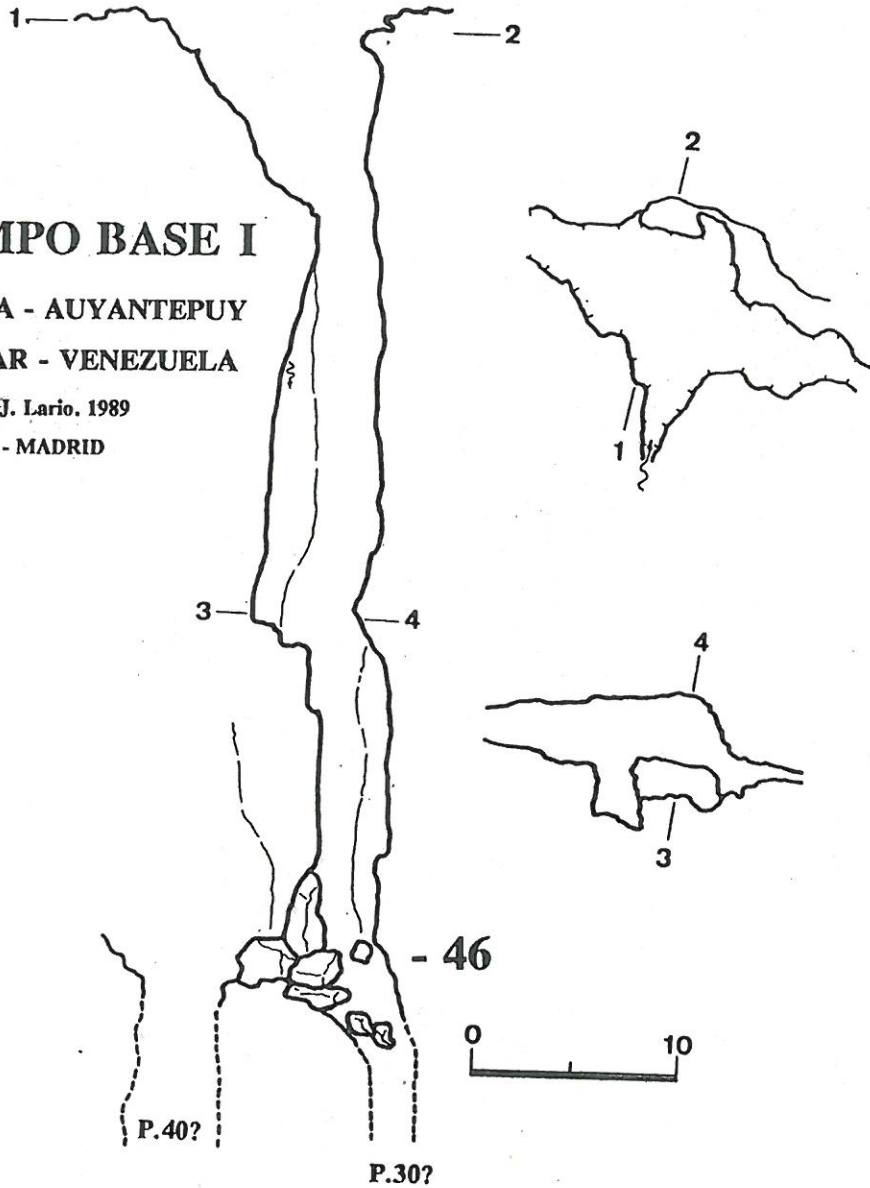 1
2
MPO BASE I
A - AUYANTEPUY
AR - VENEZUELA
J. Lario. 1989
- MADRID
2
1
3
4
4
3
- 46
0 10
P.40?
P.30?